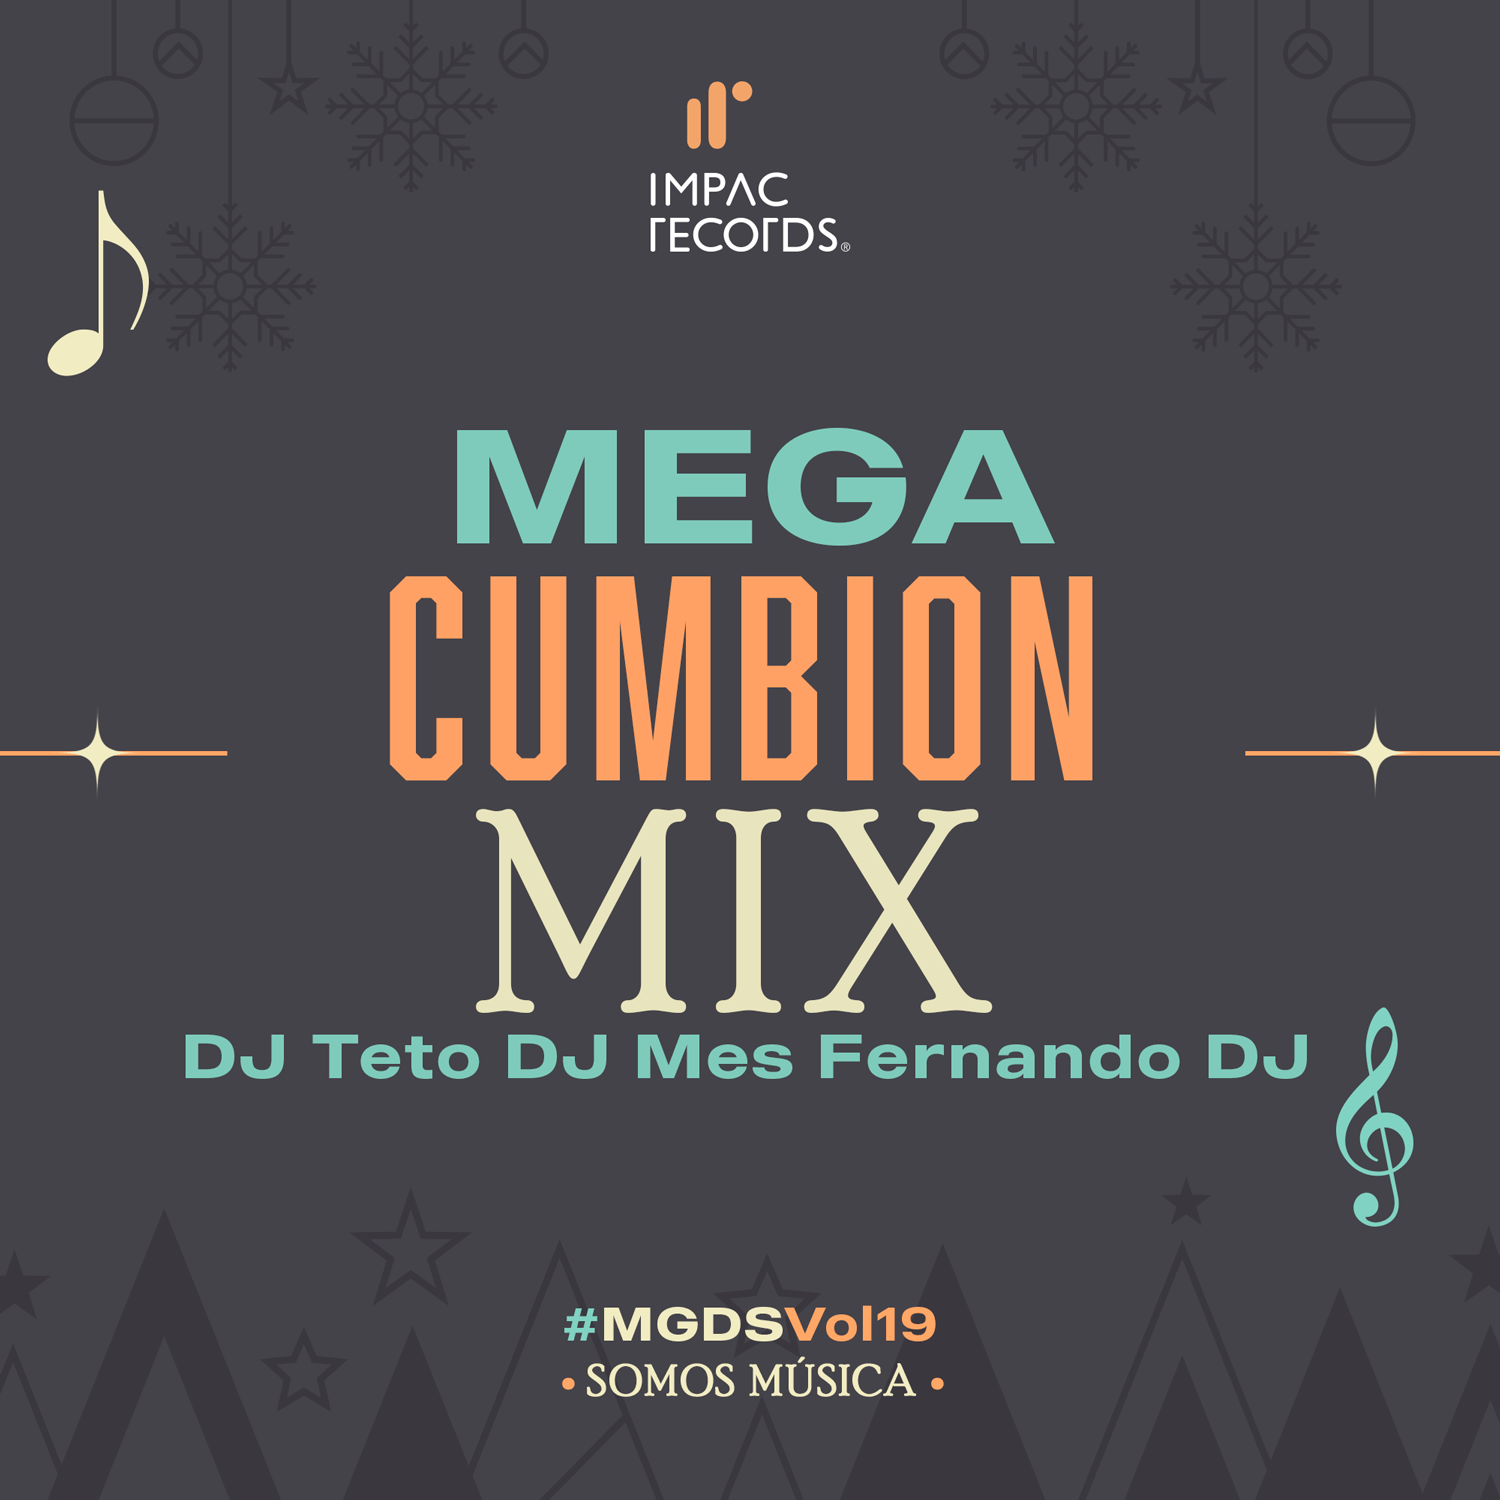 IMPAC
RECORDS®
MEGA
CUMBION
MIX
DJ Teto DJ Mes Fernando DJ
#MGDSVol19
• SOMOS MÚSICA •